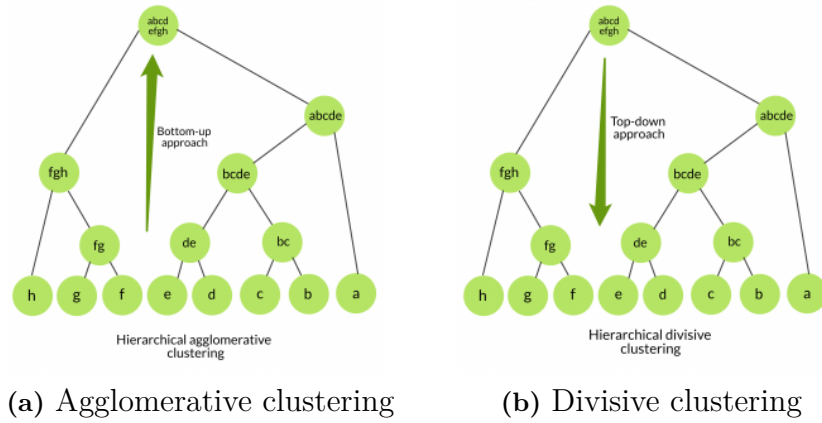 abcd
efgh
Bottom-up
approach
abcde
fgh
bcde
fg
de
bc
h
g
f
e
d
c
b
a
Hierarchical agglomerative
clustering
(a) Agglomerative clustering
abcd
efgh
Top-down
approach
abcde
fgh
bcde
fg
de
bc
h
g
f
e
d
c
b
a
Hierarchical divisive
clustering
(b) Divisive clustering